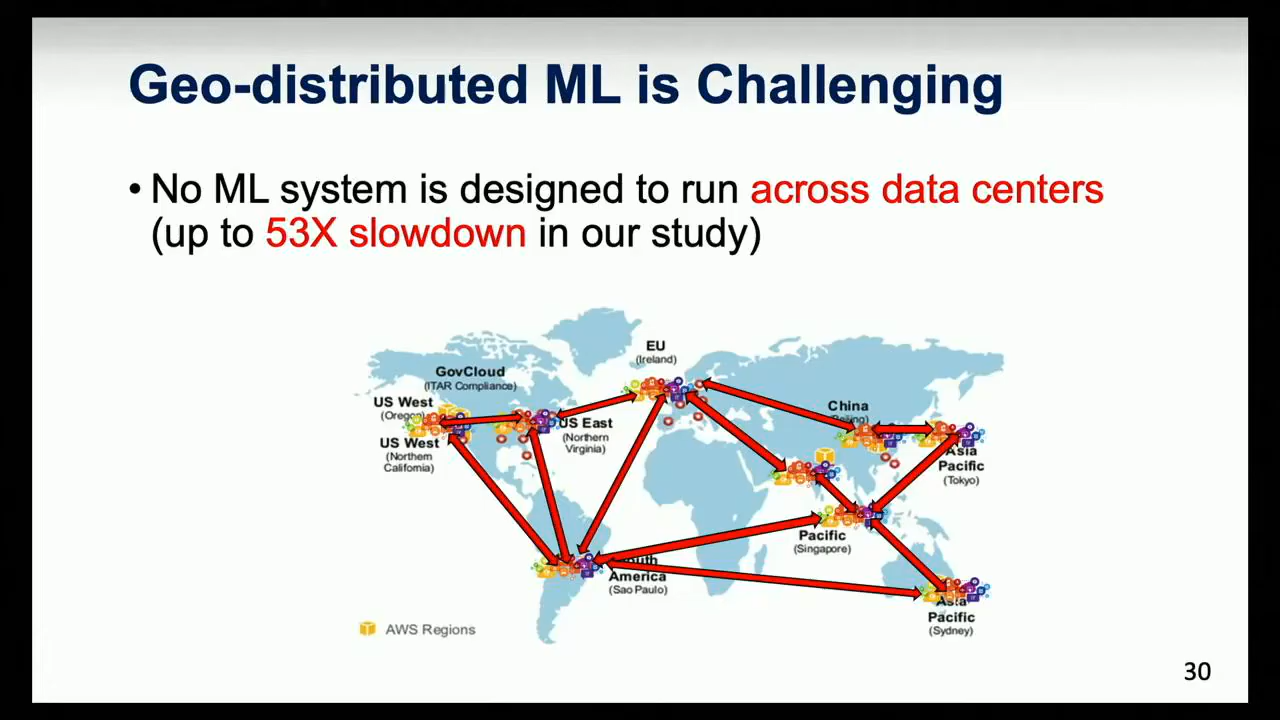 Geo-distributed ML is Challenging
• No ML system is designed to run across data centers
(up to 53X slowdown in our study)
EU
(Ireland)
GovCloud
(ITAR Compliance)
US West
(Oregon)
US West
(Northern
California)
US East
(Northern
Virginia)
China
(Beijing)
Asia
Pacific
(Tokyo)
Pacific
(Singapore)
South
America
(Sao Paulo)
Asia
Pacific
(Sydney)
AWS Regions
30